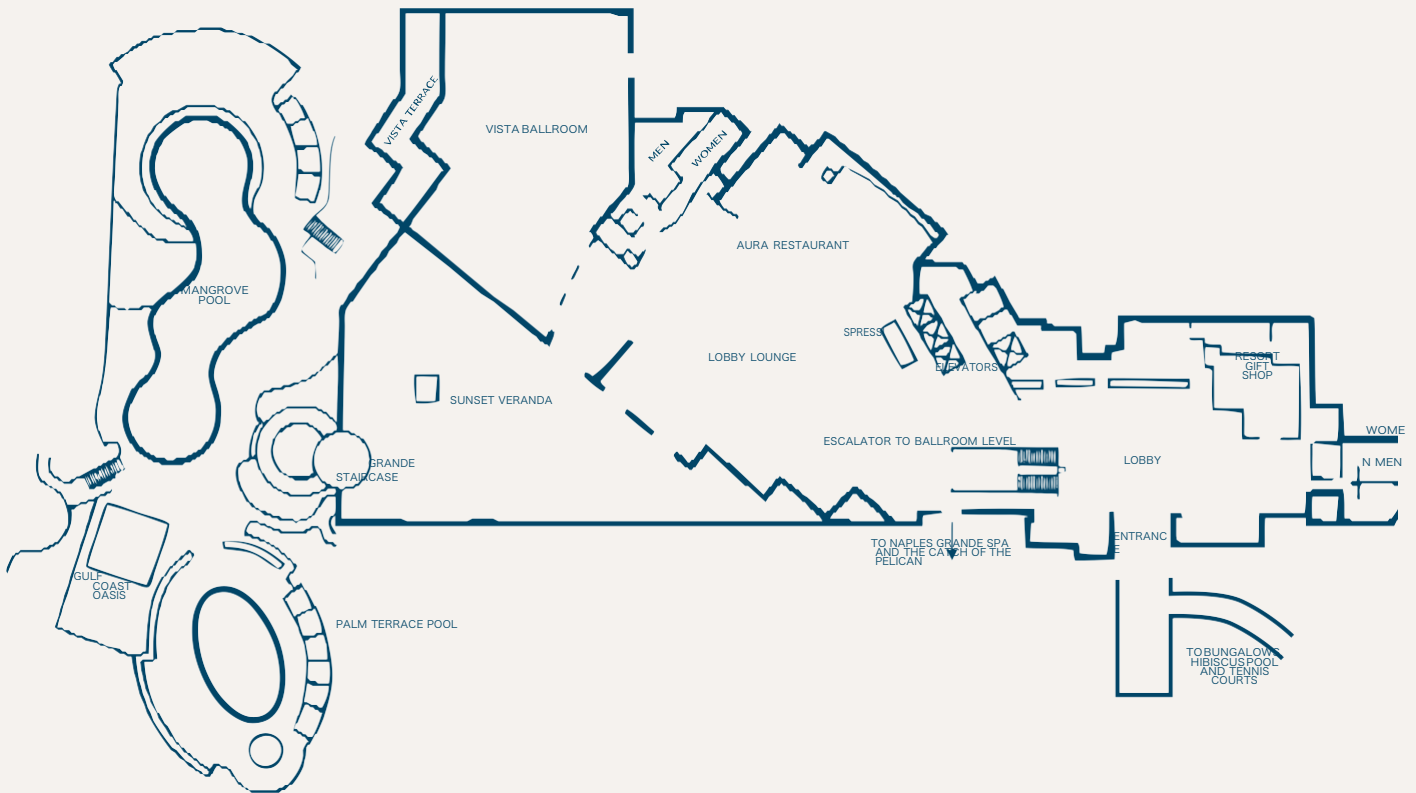 VISTA TERRACE
VISTA BALLROOM
MEN
WOMEN
AURA RESTAURANT
MANGROVE
POOL
SPRESS
LOBBY LOUNGE
ELEVATORS
RESORT
GIFT
SHOP
SUNSET VERANDA
WOME
ESCALATOR TO BALLROOM LEVEL
LOBBY
N MEN
GRANDE
STAIRCASE
TO NAPLES GRANDE SPA
AND THE CATCH OF THE
PELICAN
ENTRANC
E
GULF
COAST
OASIS
PALM TERRACE POOL
TO BUNGALOWS
HIBISCUS POOL
AND TENNIS
COURTS